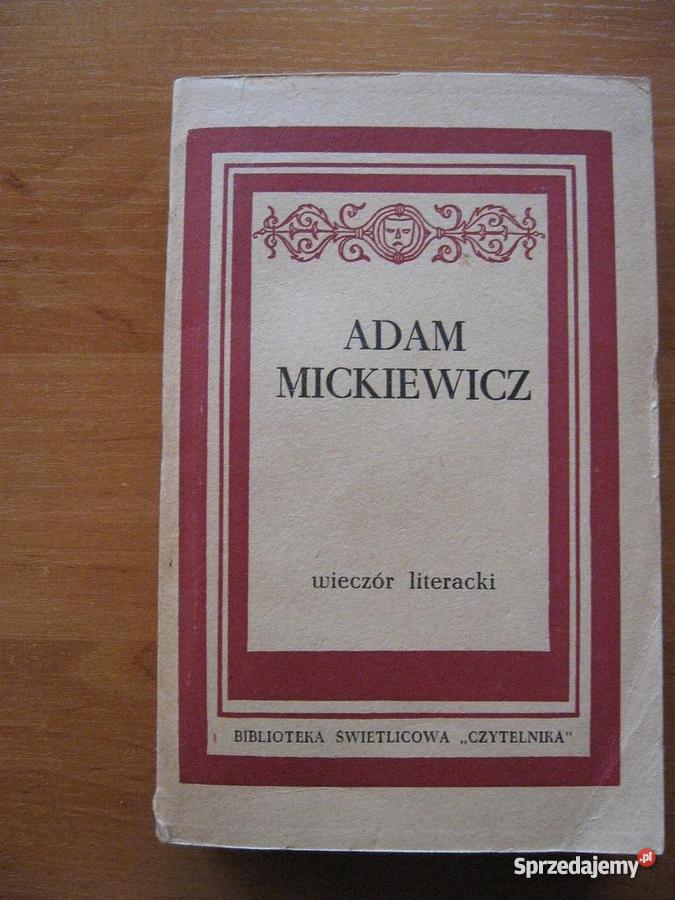 ADAM
MICKIEWICZ
wieczór literacki
BIBLIOTEKA ŚWIETLICOWA „CZYTELNIKA"
Sprzedajemy.pl